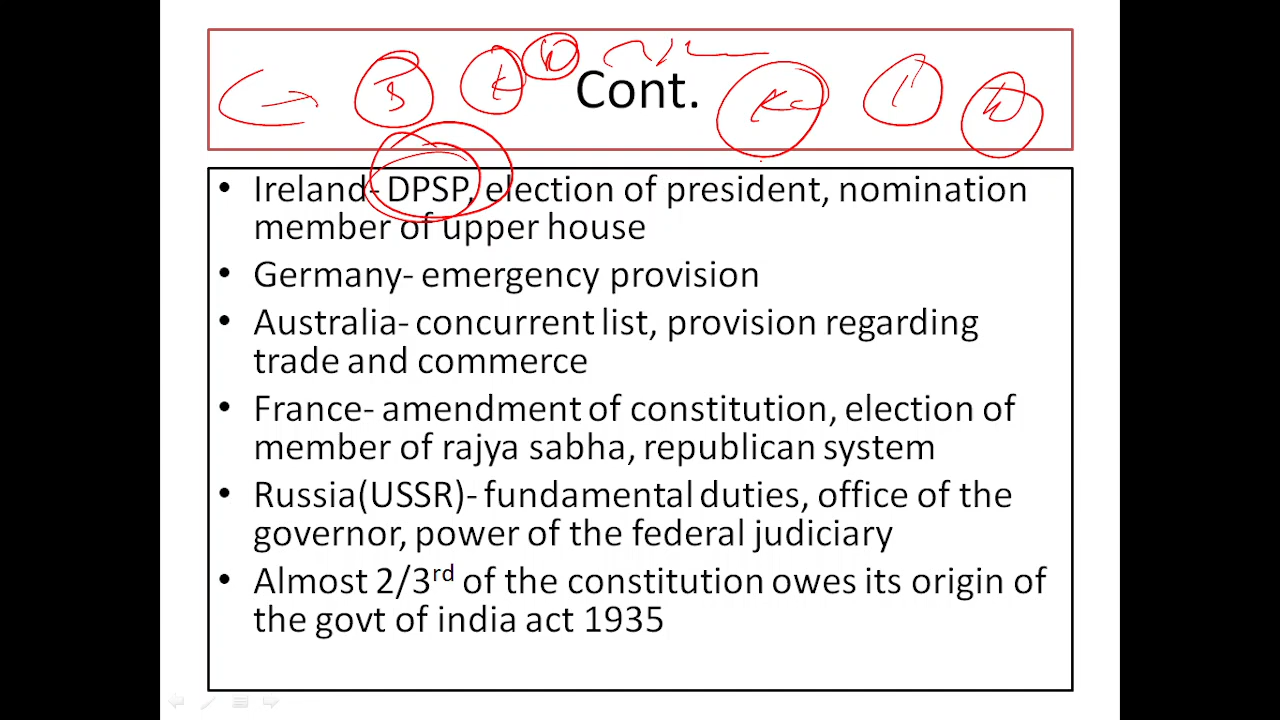 Cont.
• Ireland- DPSP, election of president, nomination
member of upper house
• Germany- emergency provision
• Australia- concurrent list, provision regarding
trade and commerce
• France- amendment of constitution, election of
member of rajya sabha, republican system
• Russia(USSR)- fundamental duties, office of the
governor, power of the federal judiciary
• Almost 2/3rd of the constitution owes its origin of
the govt of india act 1935